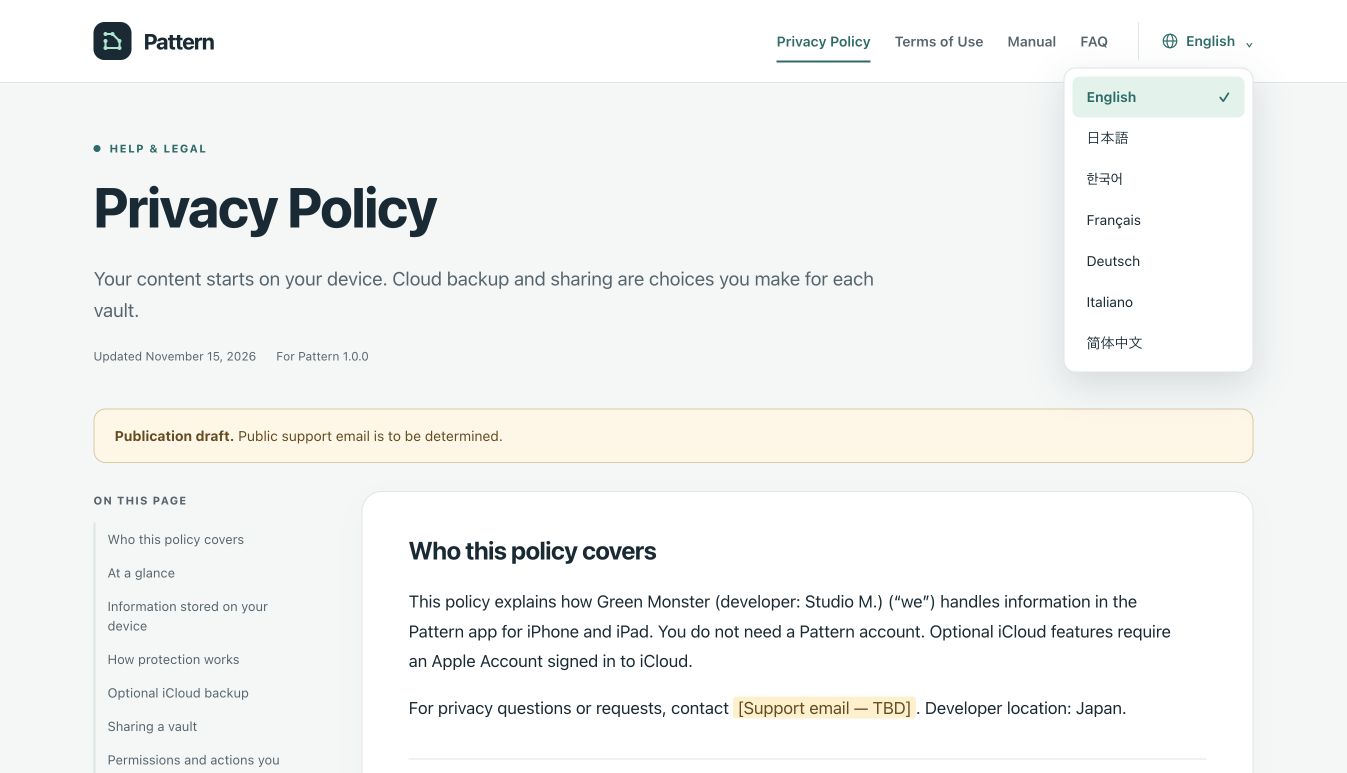 Pattern
Privacy Policy
Terms of Use
Manual
FAQ
English
English
日本語
한국어
Français
Deutsch
Italiano
简体中文
HELP & LEGAL
Privacy Policy
Your content starts on your device. Cloud backup and sharing are choices you make for each
vault.
Updated November 15, 2026
For Pattern 1.0.0
Publication draft. Public support email is to be determined.
ON THIS PAGE
Who this policy covers
At a glance
Information stored on your
device
How protection works
Optional iCloud backup
Sharing a vault
Permissions and actions you
Who this policy covers
This policy explains how Green Monster (developer: Studio M.) (“we”) handles information in the
Pattern app for iPhone and iPad. You do not need a Pattern account. Optional iCloud features require
an Apple Account signed in to iCloud.
For privacy questions or requests, contact [Support email — TBD]. Developer location: Japan.